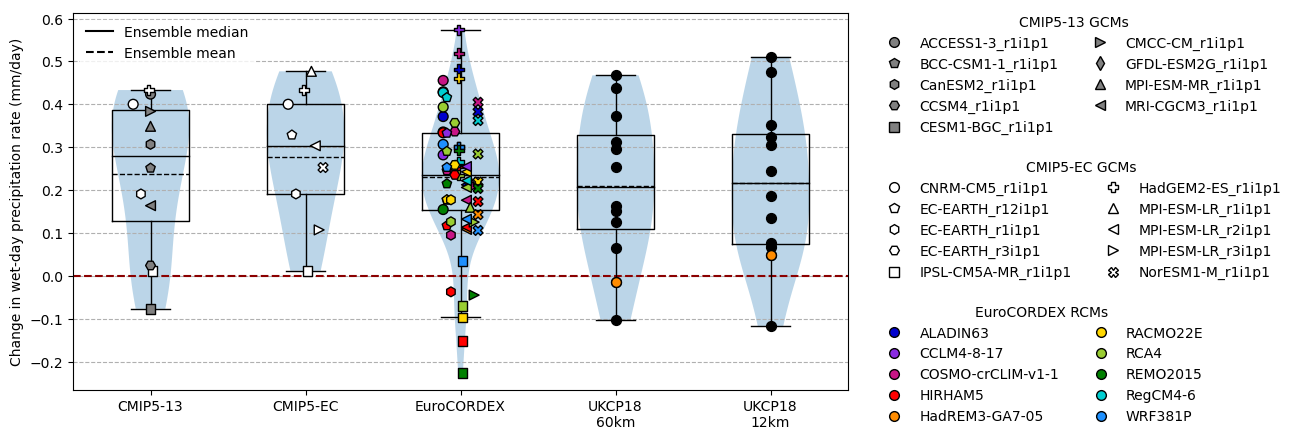 Change in wet-day precipitation rate (mm/day)
0.6
0.5
0.4
0.3
0.2
0.1
0.0
−0.1
−0.2
Ensemble median
Ensemble mean
CMIP5-13
CMIP5-EC
EuroCORDEX
UKCP18
60km
UKCP18
12km
CMIP5-13 GCMs
ACCESS1-3_r1i1p1
BCC-CSM1-1_r1i1p1
CanESM2_r1i1p1
CCSM4_r1i1p1
CESM1-BGC_r1i1p1
CMCC-CM_r1i1p1
GFDL-ESM2G_r1i1p1
MPI-ESM-MR_r1i1p1
MRI-CGCM3_r1i1p1
CMIP5-EC GCMs
CNRM-CM5_r1i1p1
EC-EARTH_r12i1p1
EC-EARTH_r1i1p1
EC-EARTH_r3i1p1
IPSL-CM5A-MR_r1i1p1
HadGEM2-ES_r1i1p1
MPI-ESM-LR_r1i1p1
MPI-ESM-LR_r2i1p1
MPI-ESM-LR_r3i1p1
NorESM1-M_r1i1p1
EuroCORDEX RCMs
ALADIN63
CCLM4-8-17
COSMO-crCLIM-v1-1
HIRHAM5
HadREM3-GA7-05
RACMO22E
RCA4
REMO2015
RegCM4-6
WRF381P